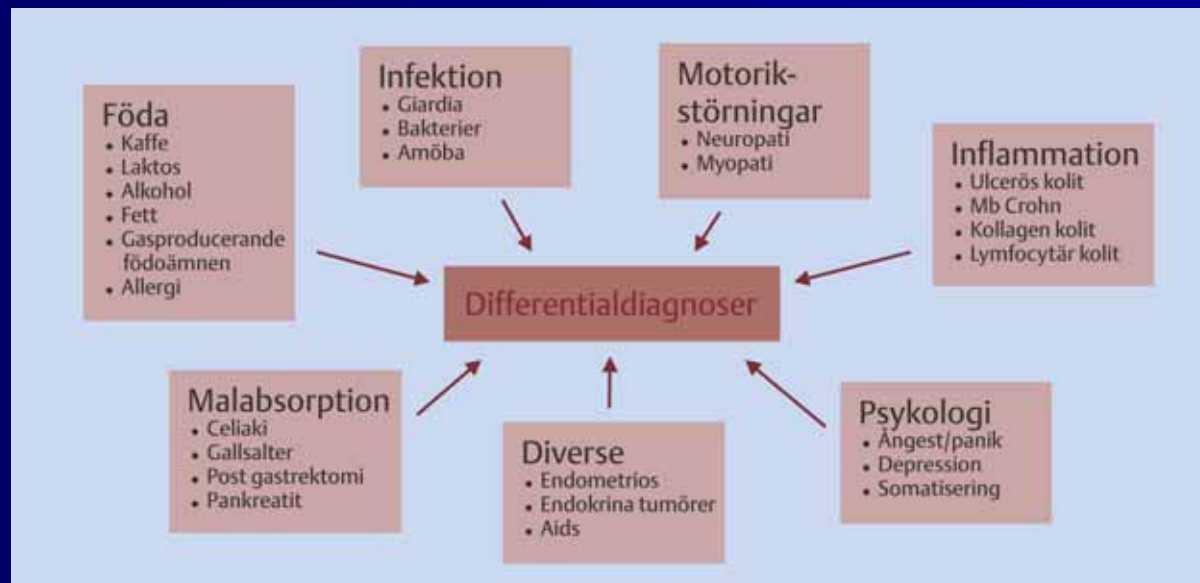 Föda
• Kaffe
• Laktos
• Alkohol
• Fett
• Gasproducerande
födoämnen
• Allergi
Infektion
• Giardia
• Bakterier
• Amöba
Motorik-
störningar
• Neuropati
• Myopati
Inflammation
• Ulcerös kolit
• Mb Crohn
• Kollagen kolit
• Lymfocytär kolit
Differentialdiagnoser
Malabsorption
• Celiaki
• Gallsalter
• Post gastrektomi
• Pankreatit
Diverse
• Endometrios
• Endokrina tumörer
• Aids
Psykologi
• Ångest/panik
• Depression
• Somatisering